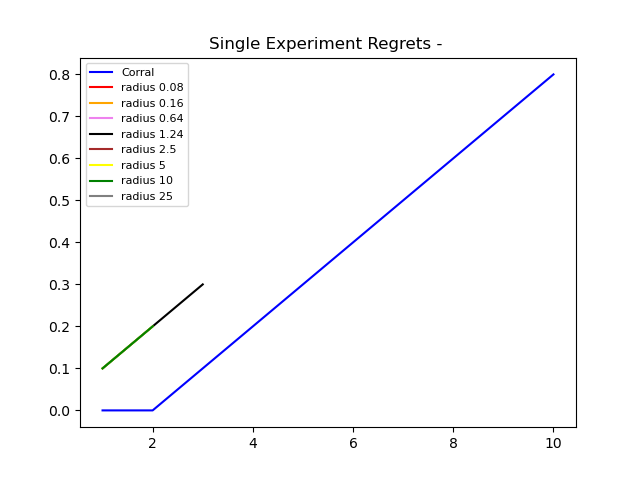 Single Experiment Regrets -
Corral
radius 0.08
radius 0.16
radius 0.64
radius 1.24
radius 2.5
radius 5
radius 10
radius 25
0.8
0.7
0.6
0.5
0.4
0.3
0.2
0.1
0.0
2 4 6 8 10